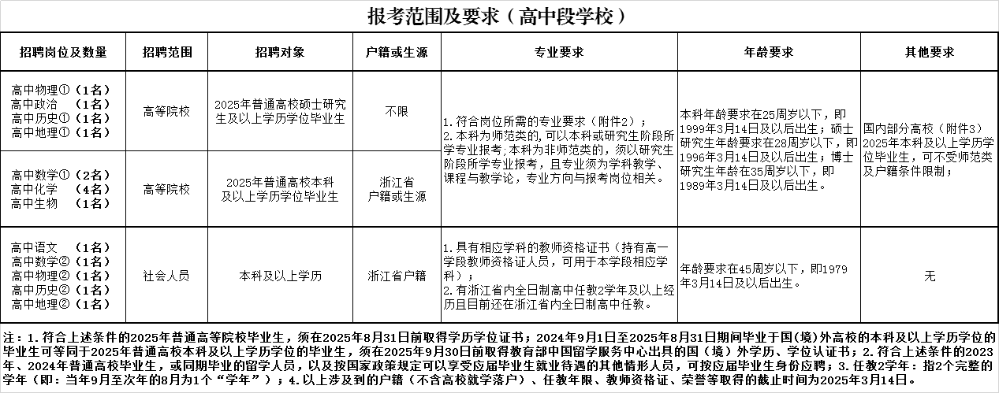 报考范围及要求（高中段学校）
招聘岗位及数量 招聘范围 招聘对象 户籍或生源 专业要求 年龄要求 其他要求
高中物理①（1名）
高中政治 （1名）
高中历史①（1名）
高中地理①（1名）
高等院校
2025年普通高校硕士研究
生及以上学历学位毕业生
不限
1.符合岗位所需的专业要求（附件2）；
2.本科为师范类的,可以本科或研究生阶段所
学专业报考;本科为非师范类的，须以研究生
阶段所学专业报考，且专业须为学科教学、
课程与教学论，专业方向与报考岗位相关。
本科年龄要求在25周岁以下，即
1999年3月14日及以后出生；硕士
研究生年龄要求在28周岁以下，即
1996年3月14日及以后出生；博士
研究生年龄在35周岁以下，即
1989年3月14日及以后出生。
国内部分高校（附件3）
2025年本科及以上学历学
位毕业生，可不受师范类
及户籍条件限制；
高中数学①（2名）
高中化学 （4名）
高中生物 （1名）
高等院校
2025年普通高校本科
及以上学历学位毕业生
浙江省
户籍或生源
高中语文 （1名）
高中数学②（1名）
高中物理②（1名）
高中历史②（1名）
高中地理②（1名）
社会人员
本科及以上学历
浙江省户籍
1.具有相应学科的教师资格证书（持有高一
学段教师资格证人员，可用于本学段相应学
科）；
2.有浙江省内全日制高中任教2学年及以上经
历且目前还在浙江省内全日制高中任教。
年龄要求在45周岁以下，即1979
年3月14日及以后出生。
无
注：1.符合上述条件的2025年普通高等院校毕业生，须在2025年8月31日前取得学历学位证书；2024年9月1日至2025年8月31日期间毕业于国(境)外高校的本科及以上学历学位的
毕业生可等同于2025年普通高校本科及以上学历学位的毕业生，须在2025年9月30日前取得教育部中国留学服务中心出具的国（境）外学历、学位认证书；2.符合上述条件的2023
年、2024年普通高校毕业生，或同期毕业的留学人员，以及按国家政策规定可以享受应届毕业生就业待遇的其他情形人员，可按应届毕业生身份应聘；3.任教2学年：指2个完整的
学年（即：当年9月至次年的8月为1个“学年”）；4.以上涉及到的户籍（不含高校就学落户）、任教年限、教师资格证、荣誉等取得的截止时间为2025年3月14日。